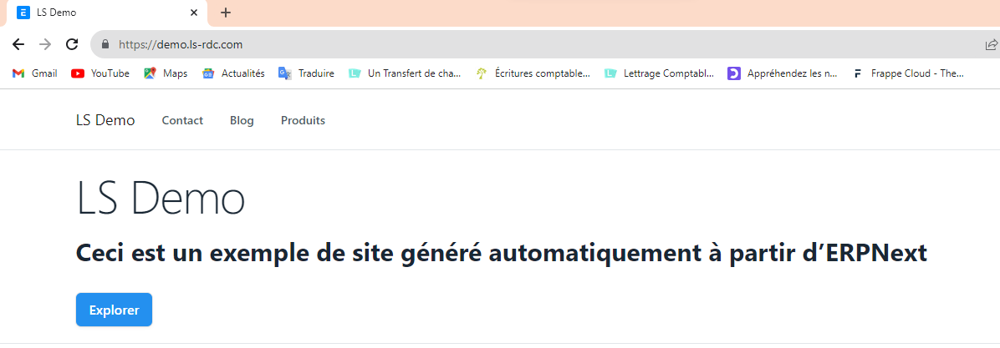 LS Demo
https://demo.ls-rdc.com
Gmail YouTube Maps Actualités Traduire Un Transfert de cha... Écritures comptable... Lettrage Comptabl... Appréhendez les n... Frappe Cloud - The...
LS Demo Contact Blog Produits
LS Demo
Ceci est un exemple de site généré automatiquement à partir d’ERPNext
Explorer